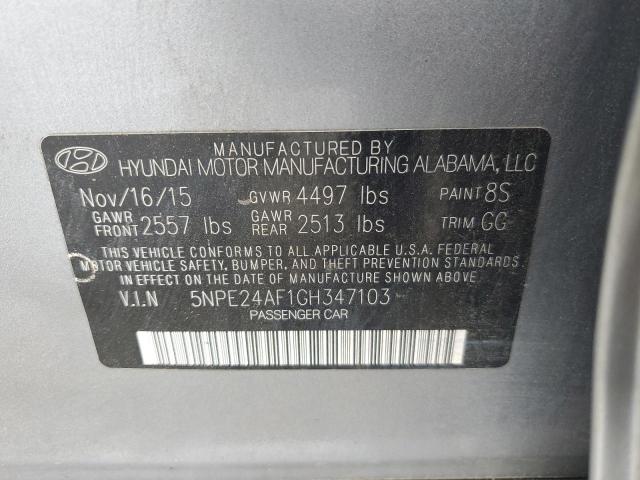 MANUFACTURED BY
HYUNDAI MOTOR MANUFACTURING ALABAMA, LLC
Nov/16/15 GVWR 4497 lbs PAINT 8S
GAWR FRONT 2557 lbs GAWR REAR 2513 lbs TRIM GG
THIS VEHICLE CONFORMS TO ALL APPLICABLE U.S.A. FEDERAL
MOTOR VEHICLE SAFETY, BUMPER, AND THEFT PREVENTION STANDARDS
IN EFFECT ON THE DATE OF MANUFACTURE SHOWN ABOVE.
V.I.N 5NPE24AF1GH347103
PASSENGER CAR